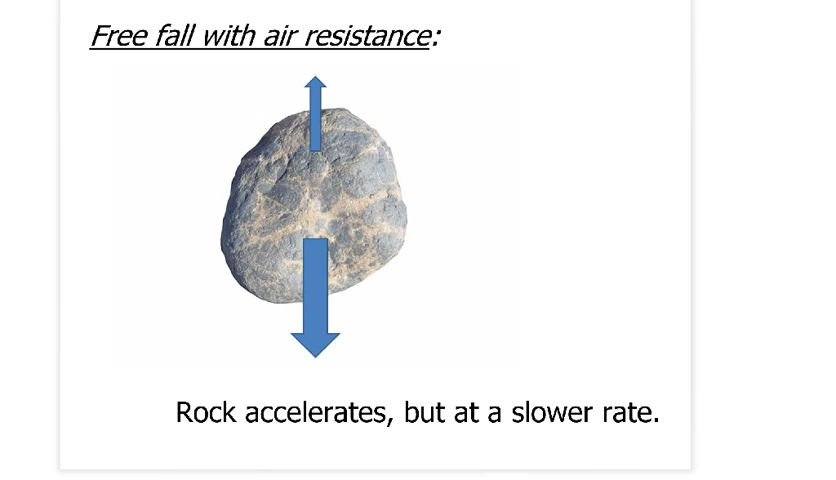 Free fall with air resistance:
Rock accelerates, but at a slower rate.